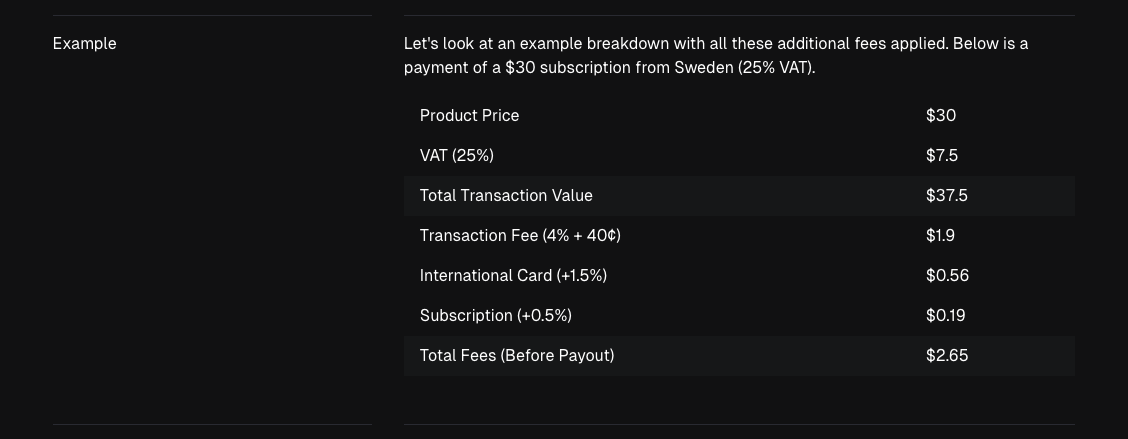 Example
Let's look at an example breakdown with all these additional fees applied. Below is a
payment of a $30 subscription from Sweden (25% VAT).
Product Price $30
VAT (25%) $7.5
Total Transaction Value $37.5
Transaction Fee (4% + 40¢) $1.9
International Card (+1.5%) $0.56
Subscription (+0.5%) $0.19
Total Fees (Before Payout) $2.65